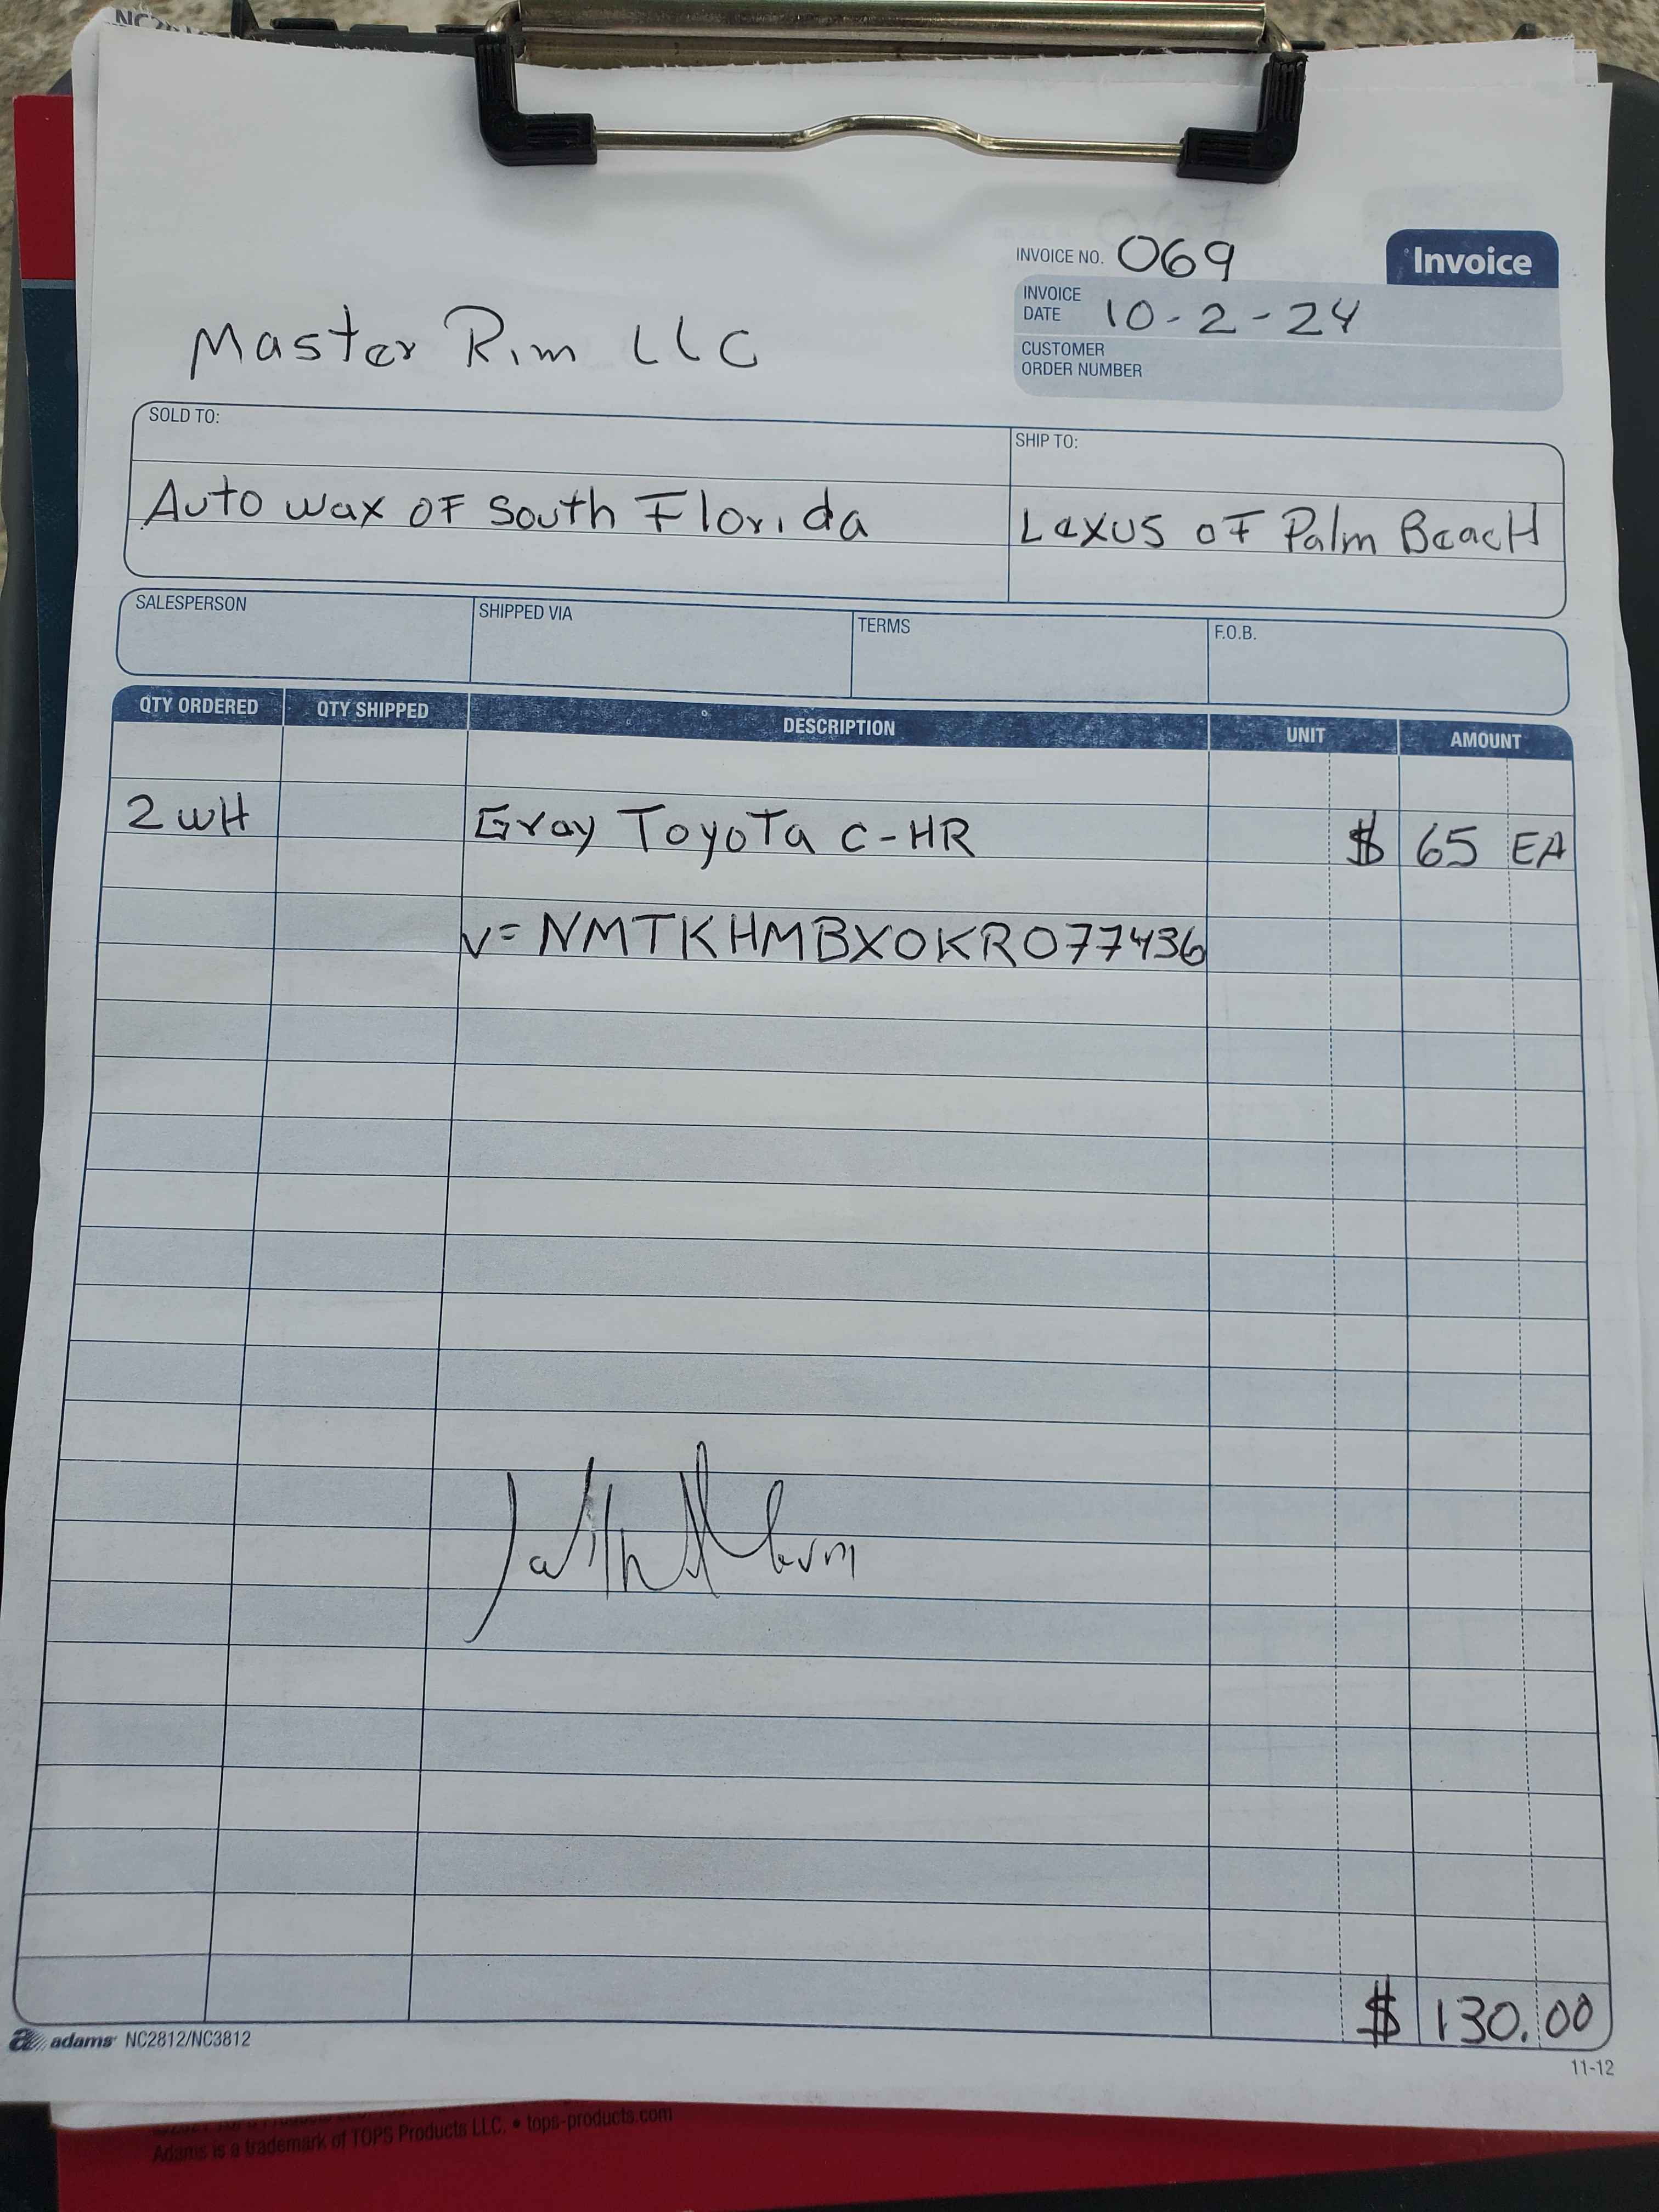 INVOICE NO. 069
Invoice
INVOICE DATE 10-2-24
CUSTOMER ORDER NUMBER
Master Rim LLC
SOLD TO:
Auto wax OF South Florida
SHIP TO:
Lexus OF Palm BeacH
SALESPERSON SHIPPED VIA TERMS F.O.B.
QTY ORDERED QTY SHIPPED DESCRIPTION UNIT AMOUNT
2 WH Gray Toyota C-HR $ 65 EA
V= NMTKHMBX0KR077436
$ 130.00
adams NC2812/NC3812
11-12
Adams is a trademark of TOPS Products LLC. • tops-products.com